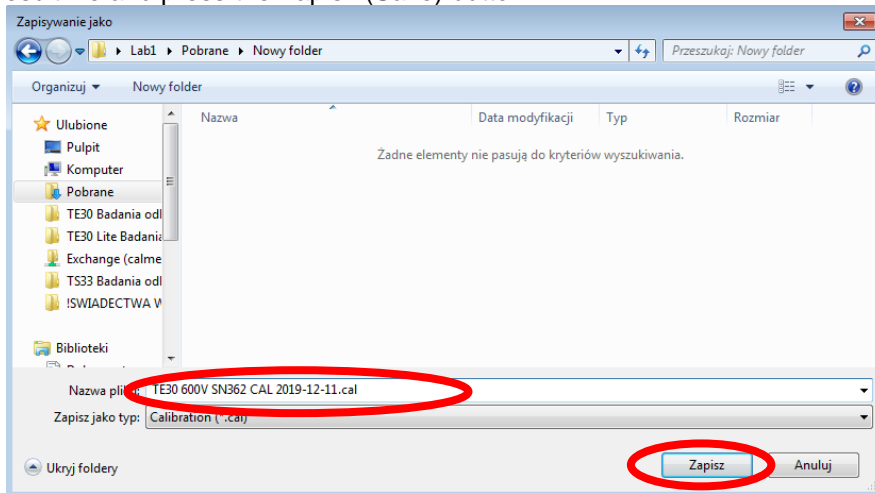 Zapisywanie jako
Lab1 Pobrane Nowy folder
Przeszukaj: Nowy folder
Organizuj Nowy folder
Ulubione
Pulpit
Komputer
Pobrane
TE30 Badania odl
TE30 Lite Badania
Exchange (calme
TS33 Badania odl
!SWIADECTWA W
Biblioteki
Nazwa Data modyfikacji Typ Rozmiar
Żadne elementy nie pasują do kryteriów wyszukiwania.
Nazwa pliku: TE30 600V SN362 CAL 2019-12-11.cal
Zapisz jako typ: Calibration (*.cal)
Ukryj foldery
Zapisz Anuluj